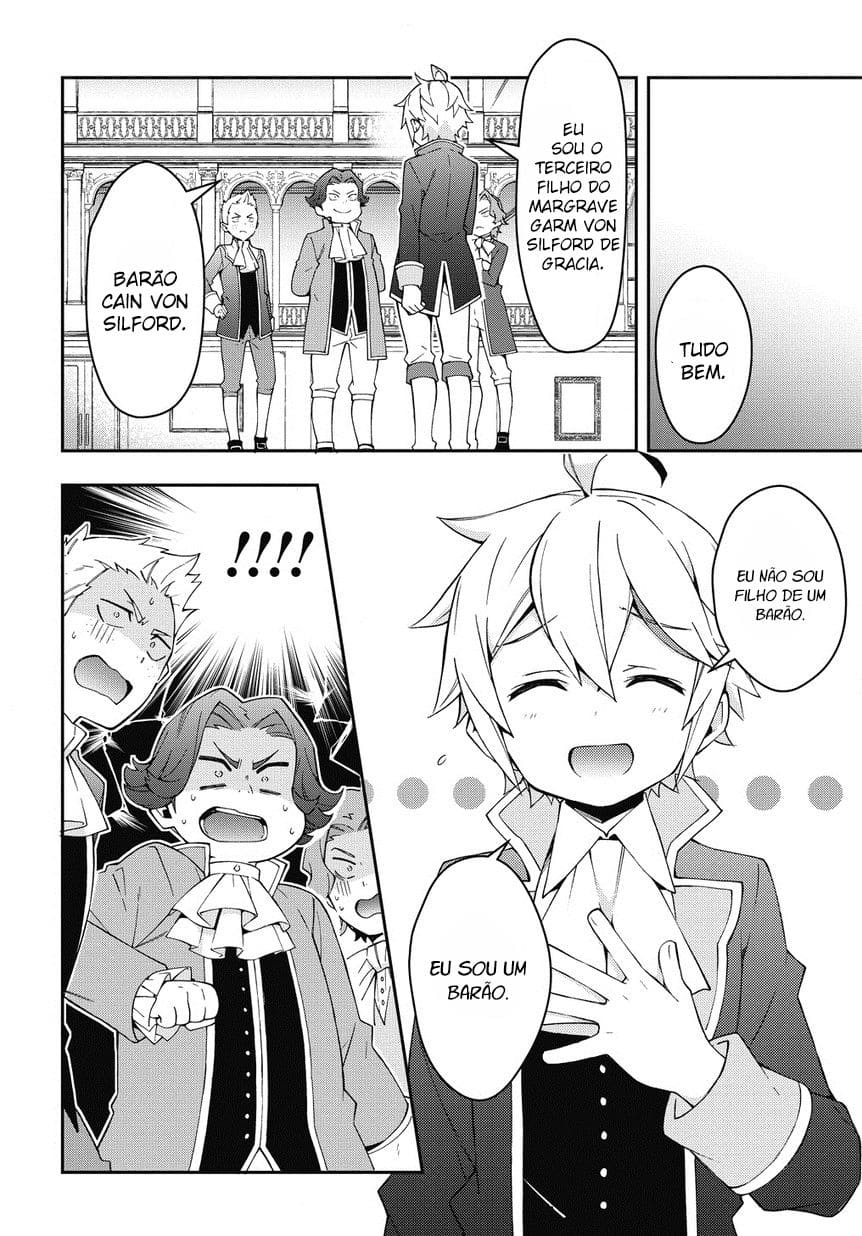 TUDO
BEM.
EU
SOU O
TERCEIRO
FILHO DO
MARGRAVE
GARM VON
SILFORD DE
GRACIA.
BARÃO
CAIN VON
SILFORD.
EU NÃO SOU
FILHO DE UM
BARÃO.
EU SOU UM
BARÃO.
!!!!